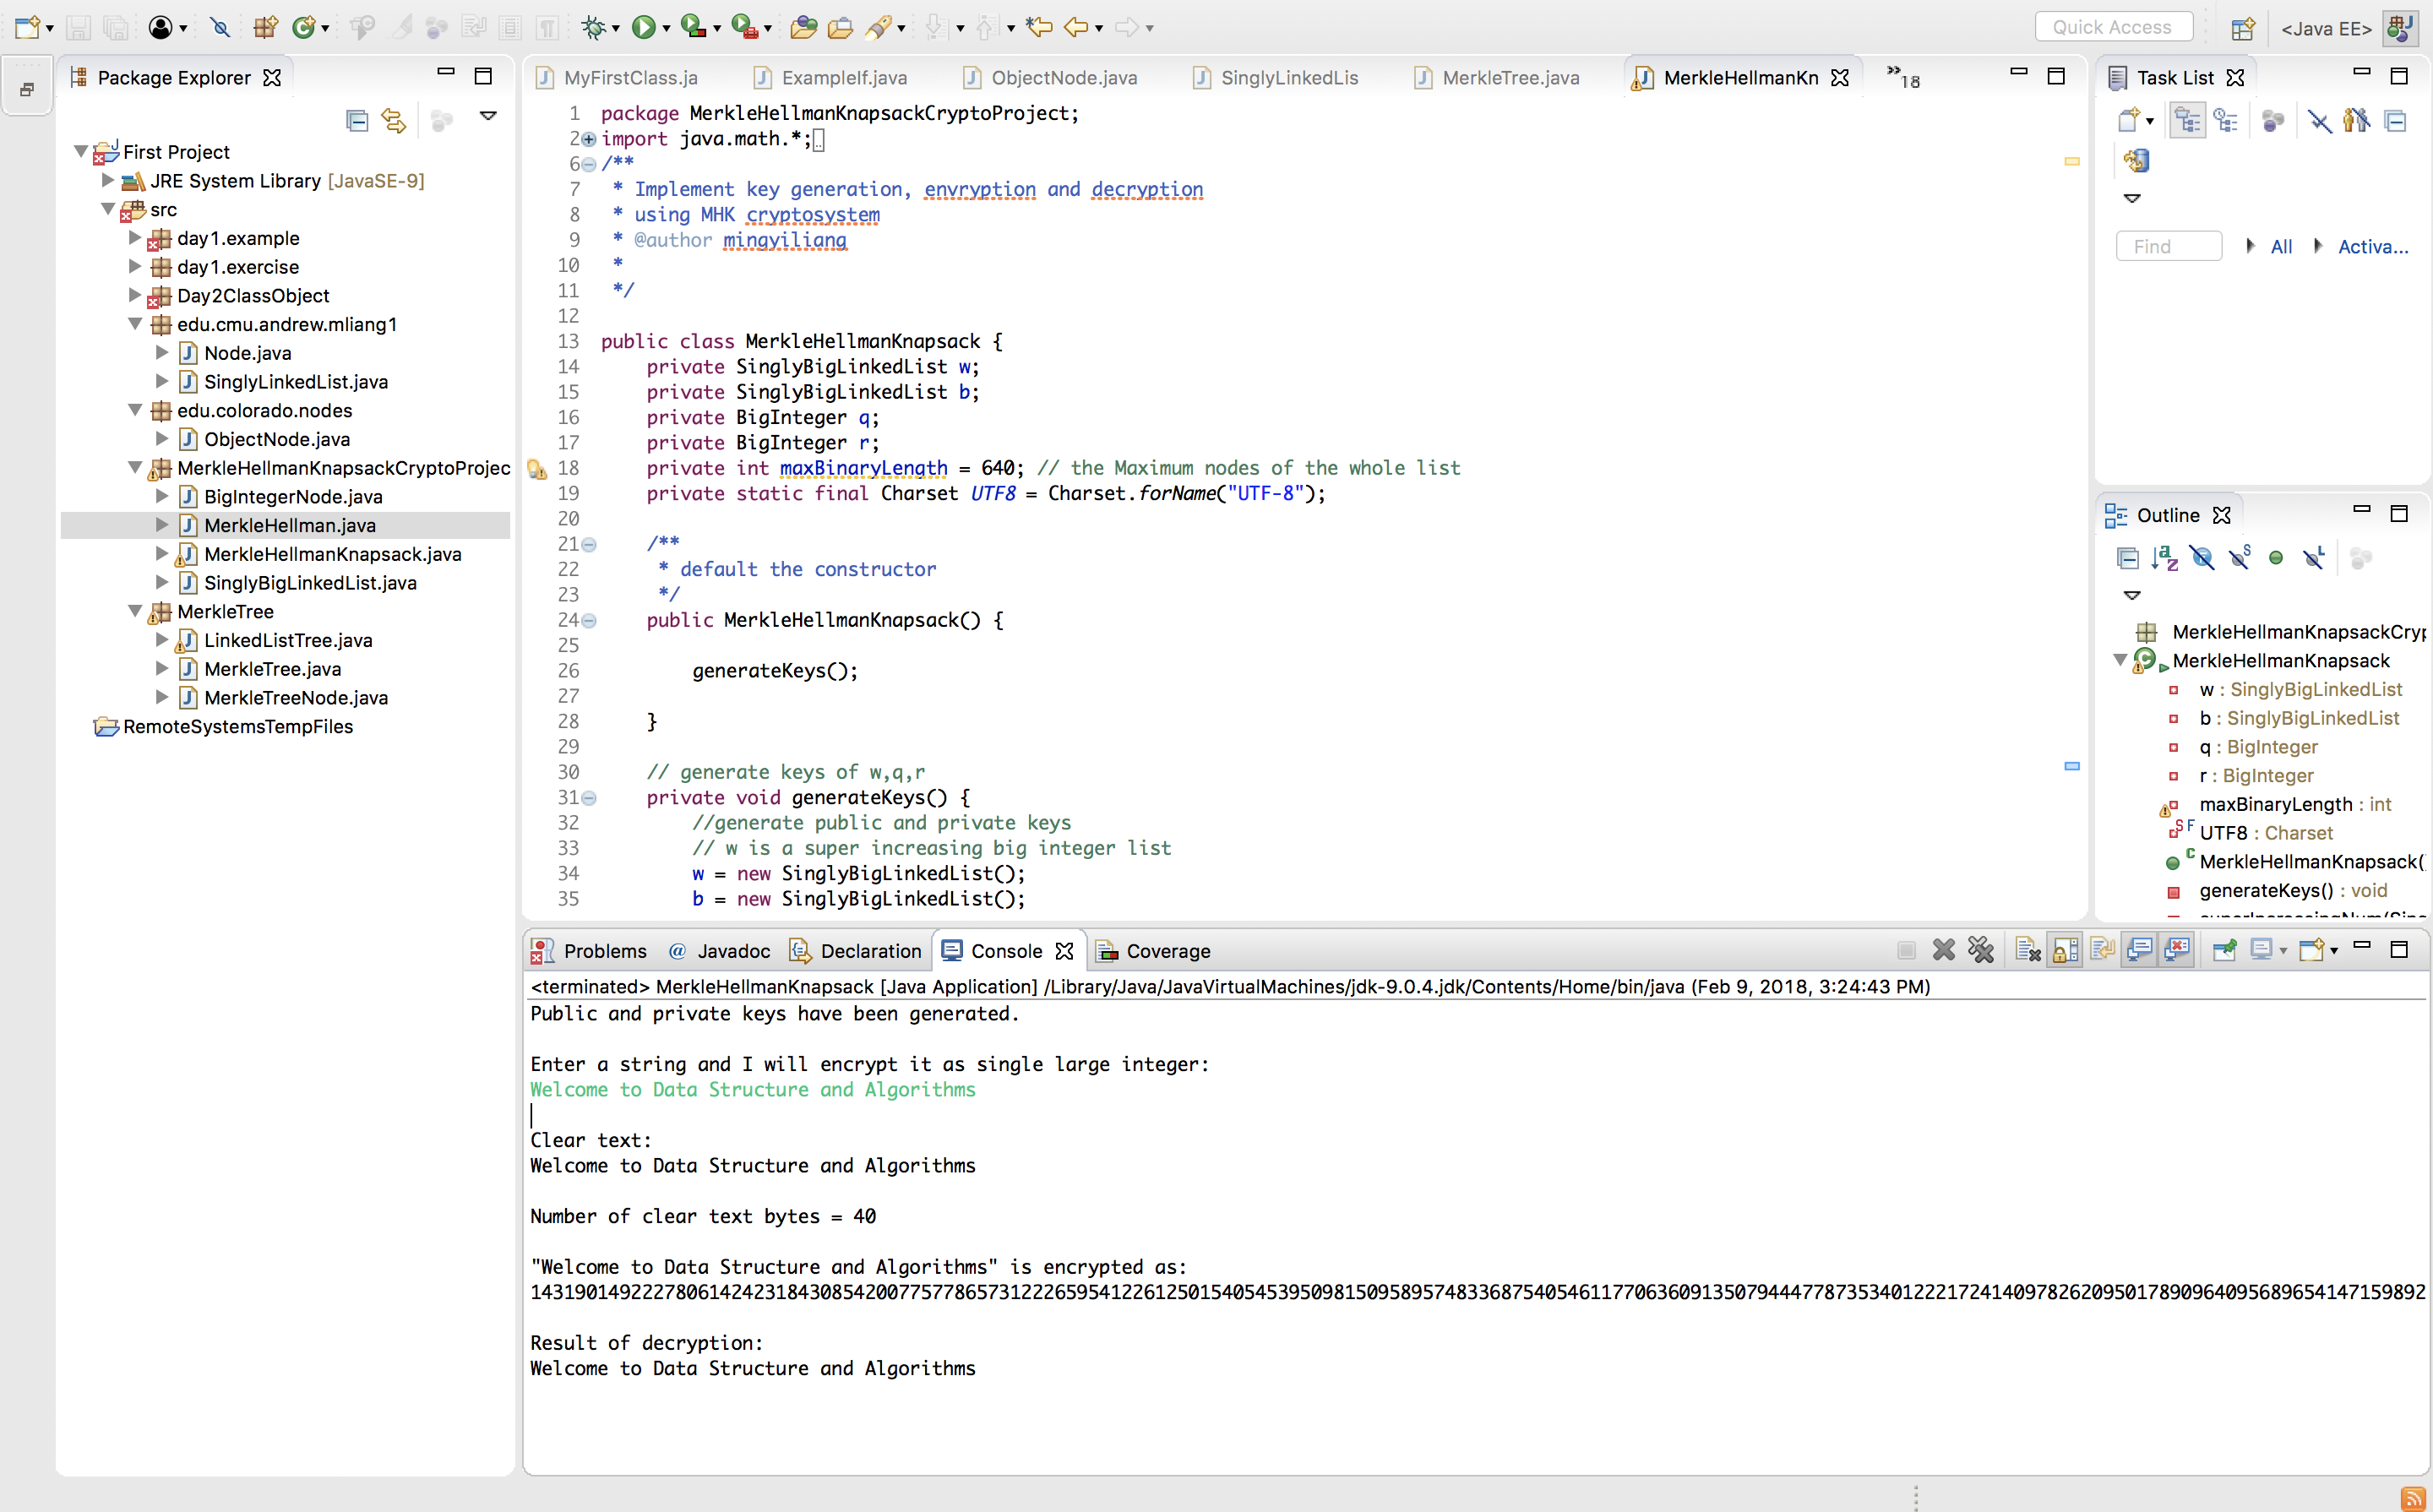 Quick Access
<Java EE>
Package Explorer
First Project
JRE System Library [JavaSE-9]
src
day1.example
day1.exercise
Day2ClassObject
edu.cmu.andrew.mliang1
Node.java
SinglyLinkedList.java
edu.colorado.nodes
ObjectNode.java
MerkleHellmanKnapsackCryptoProjec
BigIntegerNode.java
MerkleHellman.java
MerkleHellmanKnapsack.java
SinglyBigLinkedList.java
MerkleTree
LinkedListTree.java
MerkleTree.java
MerkleTreeNode.java
RemoteSystemsTempFiles
MyFirstClass.ja ExampleIf.java ObjectNode.java SinglyLinkedLis MerkleTree.java MerkleHellmanKn »18
1 package MerkleHellmanKnapsackCryptoProject;
2 import java.math.*;
6 /**
7 * Implement key generation, envryption and decryption
8 * using MHK cryptosystem
9 * @author mingyiliang
10 *
11 */
12
13 public class MerkleHellmanKnapsack {
14 private SinglyBigLinkedList w;
15 private SinglyBigLinkedList b;
16 private BigInteger q;
17 private BigInteger r;
18 private int maxBinaryLength = 640; // the Maximum nodes of the whole list
19 private static final Charset UTF8 = Charset.forName("UTF-8");
20
21 /**
22 * default the constructor
23 */
24 public MerkleHellmanKnapsack() {
25
26 generateKeys();
27
28 }
29
30 // generate keys of w,q,r
31 private void generateKeys() {
32 //generate public and private keys
33 // w is a super increasing big integer list
34 w = new SinglyBigLinkedList();
35 b = new SinglyBigLinkedList();
Task List
Find All Activa...
Outline
MerkleHellmanKnapsackCryp
MerkleHellmanKnapsack
w : SinglyBigLinkedList
b : SinglyBigLinkedList
q : BigInteger
r : BigInteger
maxBinaryLength : int
UTF8 : Charset
MerkleHellmanKnapsack()
generateKeys() : void
Problems Javadoc Declaration Console Coverage
<terminated> MerkleHellmanKnapsack [Java Application] /Library/Java/JavaVirtualMachines/jdk-9.0.4.jdk/Contents/Home/bin/java (Feb 9, 2018, 3:24:43 PM)
Public and private keys have been generated.
Enter a string and I will encrypt it as single large integer:
Welcome to Data Structure and Algorithms
Clear text:
Welcome to Data Structure and Algorithms
Number of clear text bytes = 40
"Welcome to Data Structure and Algorithms" is encrypted as:
1431901492227806142423184308542007757786573122265954122612501540545395098150958957483368754054611770636091350794447787353401222172414097826209501789096409568965414715989​2
Result of decryption:
Welcome to Data Structure and Algorithms